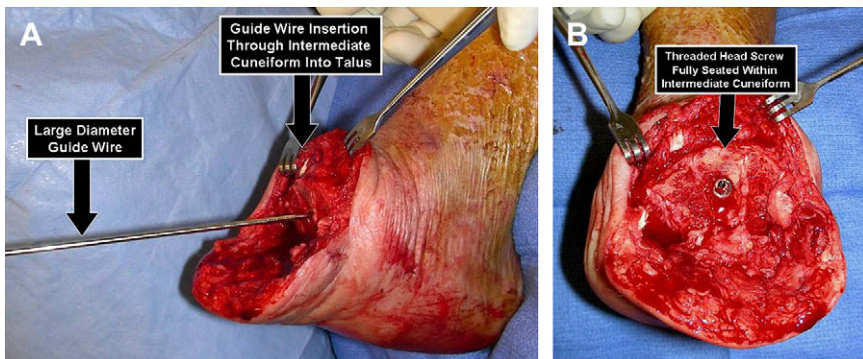 A
Guide Wire Insertion
Through Intermediate
Cuneiform Into Talus
Large Diameter
Guide Wire
B
Threaded Head Screw
Fully Seated Within
Intermediate Cuneiform